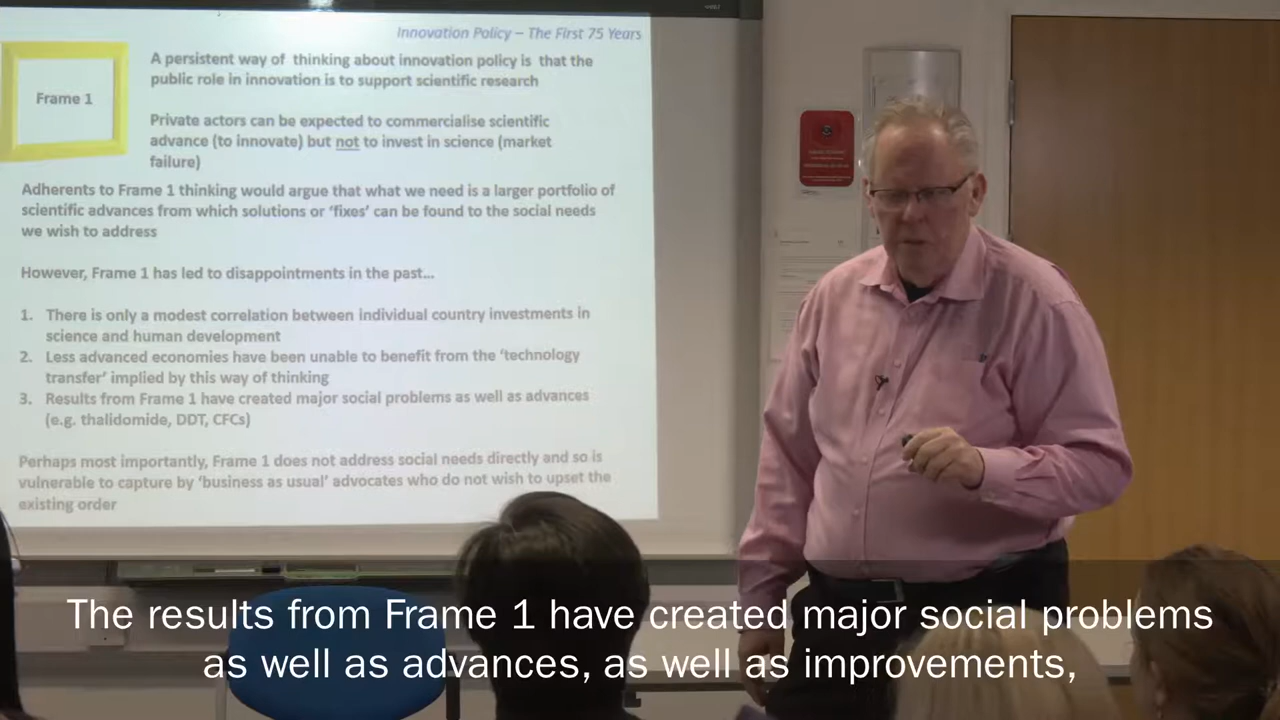 Innovation Policy – The First 75 Years
Frame 1
A persistent way of thinking about innovation policy is that the
public role in innovation is to support scientific research
Private actors can be expected to commercialise scientific
advance (to innovate) but not to invest in science (market
failure)
Adherents to Frame 1 thinking would argue that what we need is a larger portfolio of
scientific advances from which solutions or 'fixes' can be found to the social needs
we wish to address
However, Frame 1 has led to disappointments in the past...
1. There is only a modest correlation between individual country investments in
science and human development
2. Less advanced economies have been unable to benefit from the 'technology
transfer' implied by this way of thinking
3. Results from Frame 1 have created major social problems as well as advances
(e.g. thalidomide, DDT, CFCs)
Perhaps most importantly, Frame 1 does not address social needs directly and so is
vulnerable to capture by 'business as usual' advocates who do not wish to upset the
existing order
The results from Frame 1 have created major social problems
as well as advances, as well as improvements,